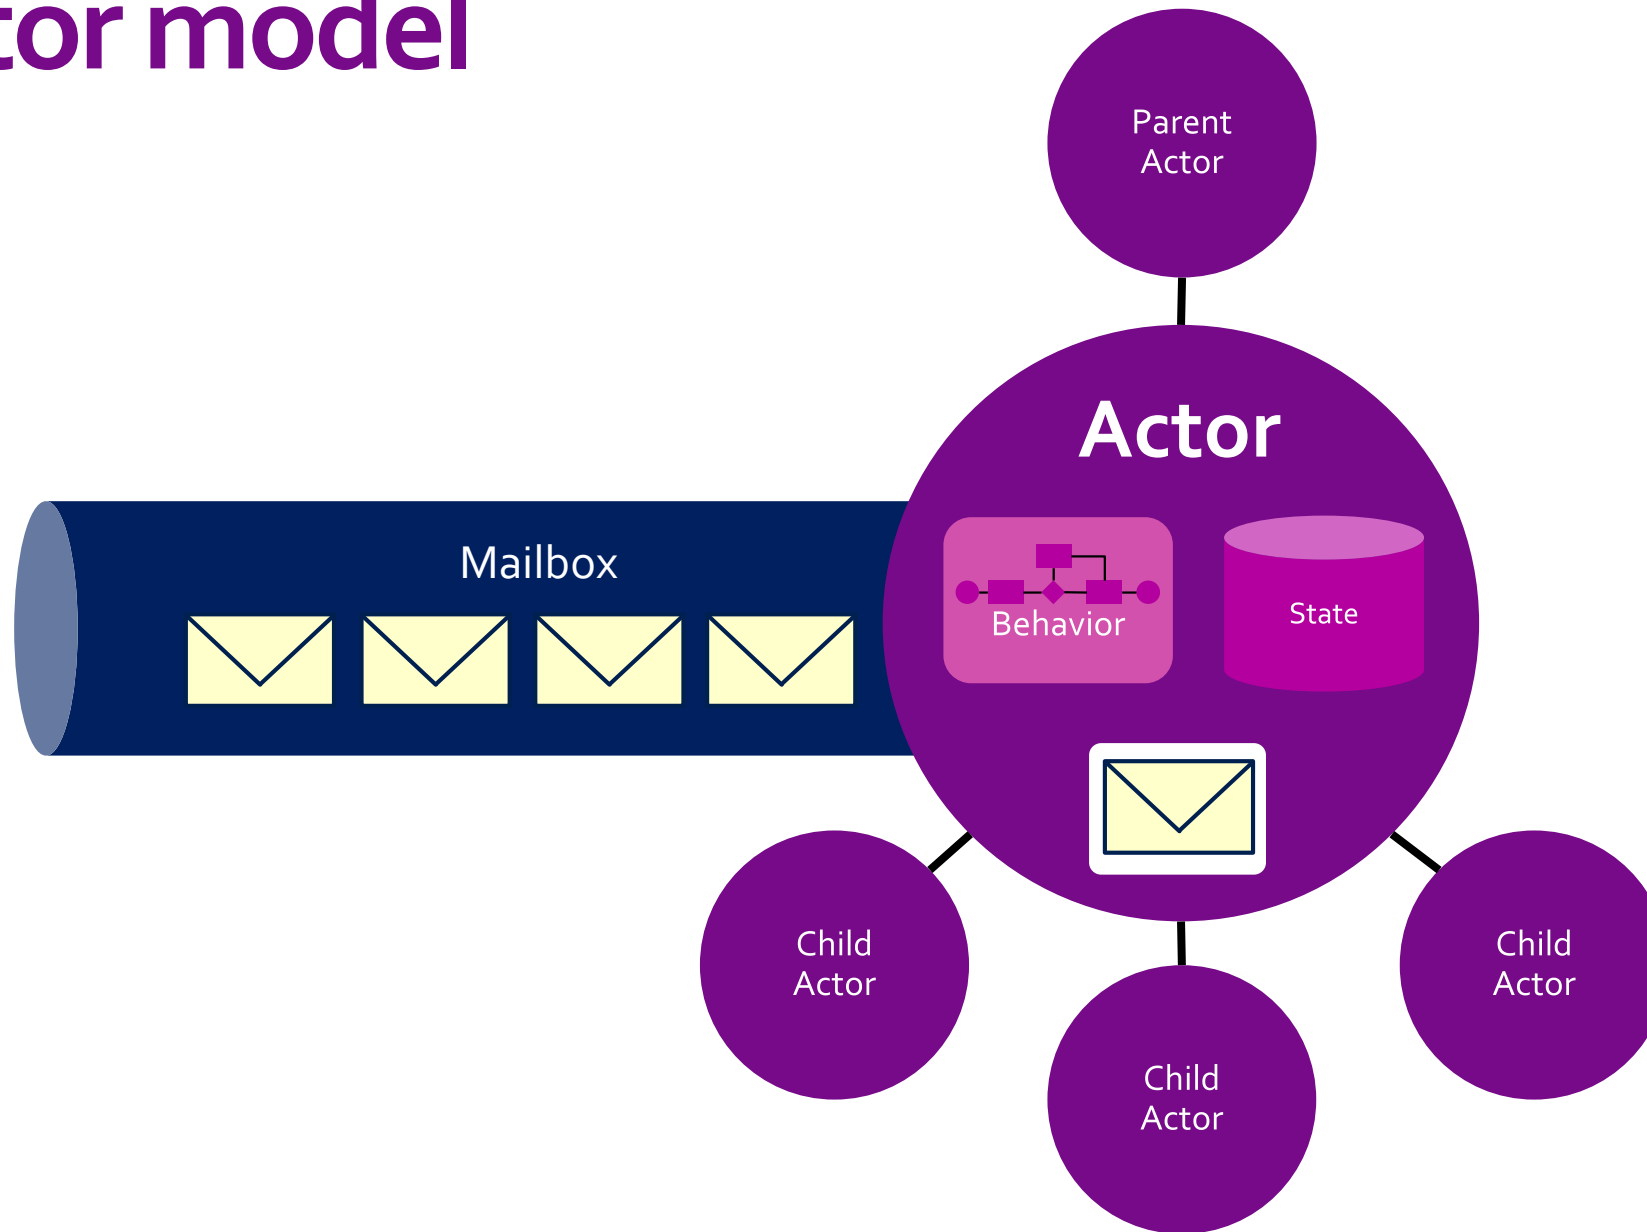 tor model
Parent
Actor
Actor
Mailbox
Behavior
State
Child
Actor
Child
Actor
Child
Actor